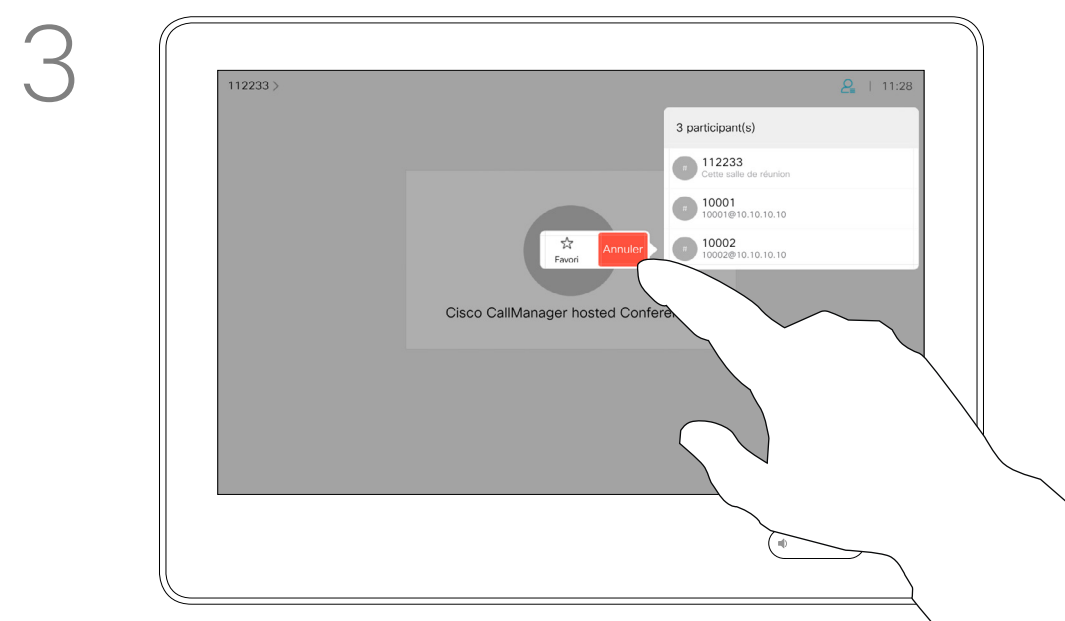 3
112233 >
| 11:28
3 participant(s)
# 112233
Cette salle de réunion
# 10001
10001@10.10.10.10
# 10002
10002@10.10.10.10
Favori
Annuler
Cisco CallManager hosted